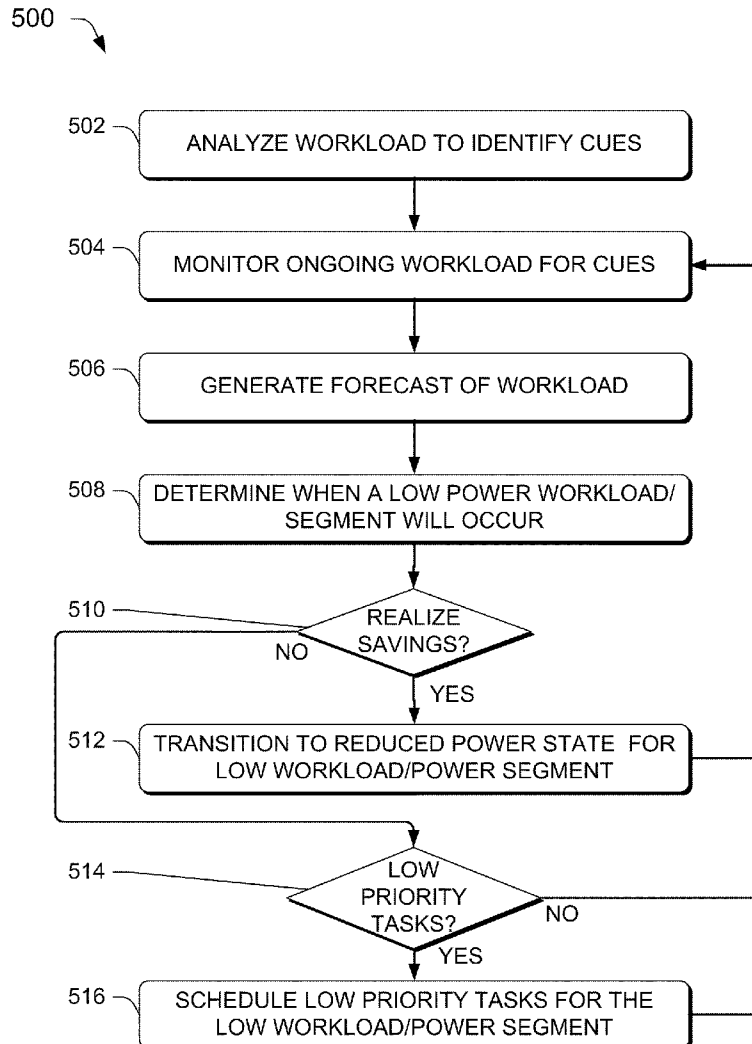 500
502
ANALYZE WORKLOAD TO IDENTIFY CUES
504
MONITOR ONGOING WORKLOAD FOR CUES
506
GENERATE FORECAST OF WORKLOAD
508
DETERMINE WHEN A LOW POWER WORKLOAD/
SEGMENT WILL OCCUR
510
REALIZE
SAVINGS?
NO
YES
512
TRANSITION TO REDUCED POWER STATE FOR
LOW WORKLOAD/POWER SEGMENT
514
LOW
PRIORITY
TASKS?
NO
YES
516
SCHEDULE LOW PRIORITY TASKS FOR THE
LOW WORKLOAD/POWER SEGMENT